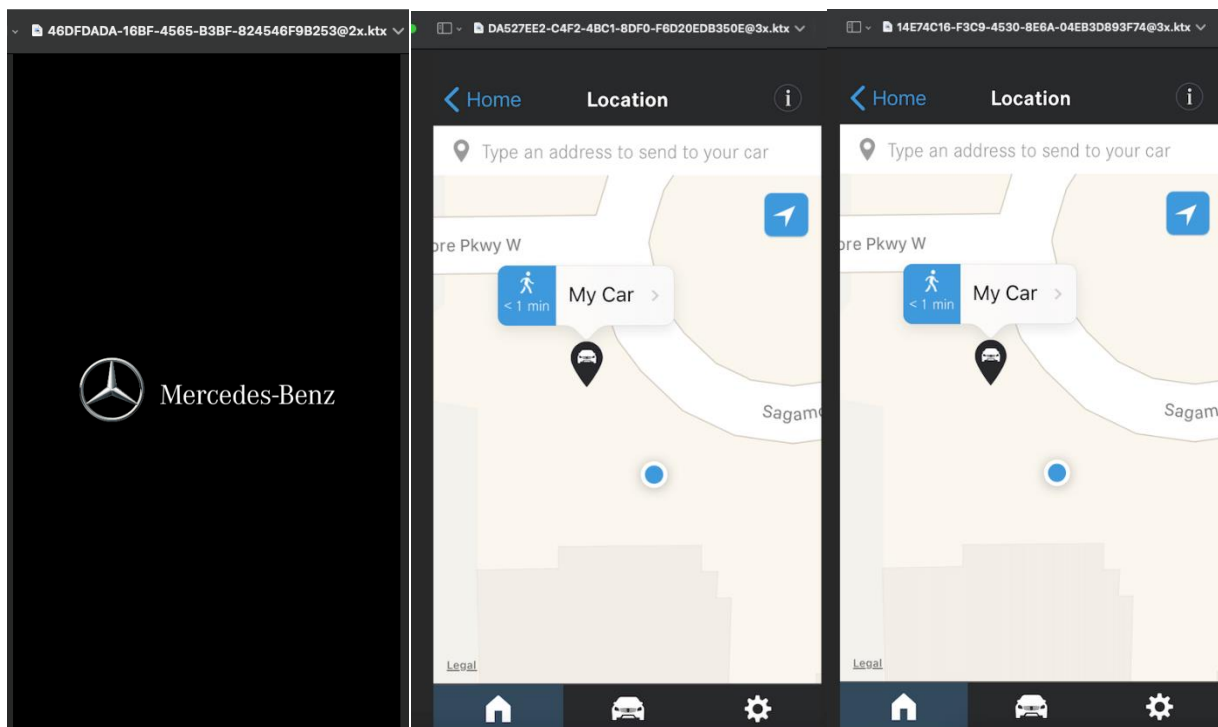 46DFDADA-16BF-4565-B3BF-824546F9B253@2x.ktx
Mercedes-Benz
DA527EE2-C4F2-4BC1-8DF0-F6D20EDB350E@3x.ktx
Home
Location
i
Type an address to send to your car
ore Pkwy W
< 1 min
My Car
Sagamo
Legal
14E74C16-F3C9-4530-8E6A-04EB3D893F74@3x.ktx
Home
Location
i
Type an address to send to your car
ore Pkwy W
< 1 min
My Car
Sagam
Legal